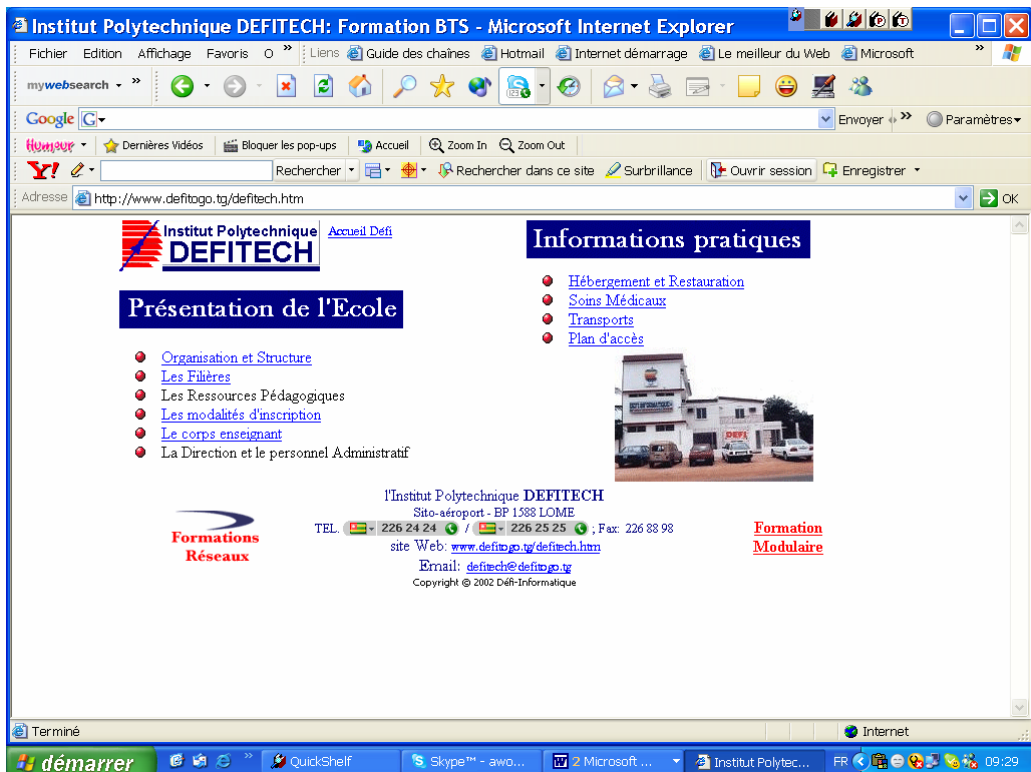 Institut Polytechnique DEFITECH: Formation BTS - Microsoft Internet Explorer
Fichier Edition Affichage Favoris O » Liens Guide des chaînes Hotmail Internet démarrage Le meilleur du Web Microsoft »
mywebsearch »
Google G Envoyer » Paramètres
Humour Dernières Vidéos Bloquer les pop-ups Accueil Zoom In Zoom Out
Y! Rechercher Rechercher dans ce site Surbrillance Ouvrir session Enregistrer
Adresse http://www.defitogo.tg/defitech.htm OK
Institut Polytechnique
DEFITECH
Accueil Défi
Présentation de l'Ecole
Organisation et Structure
Les Filières
Les Ressources Pédagogiques
Les modalités d'inscription
Le corps enseignant
La Direction et le personnel Administratif
Informations pratiques
Hébergement et Restauration
Soins Médicaux
Transports
Plan d'accès
DEFI INFORMATIQUE
DEFI
Formations
Réseaux
l'Institut Polytechnique DEFITECH
Sito-aéroport - BP 1588 LOME
TEL. 226 24 24 / 226 25 25 ; Fax: 226 88 98
site Web: www.defitogo.tg/defitech.htm
Email: defitech@defitogo.tg
Copyright @ 2002 Défi-Informatique
Formation
Modulaire
Terminé Internet
démarrer » QuickShelf Skype™ - awo... 2 Microsoft ... Institut Polytec... FR 09:29